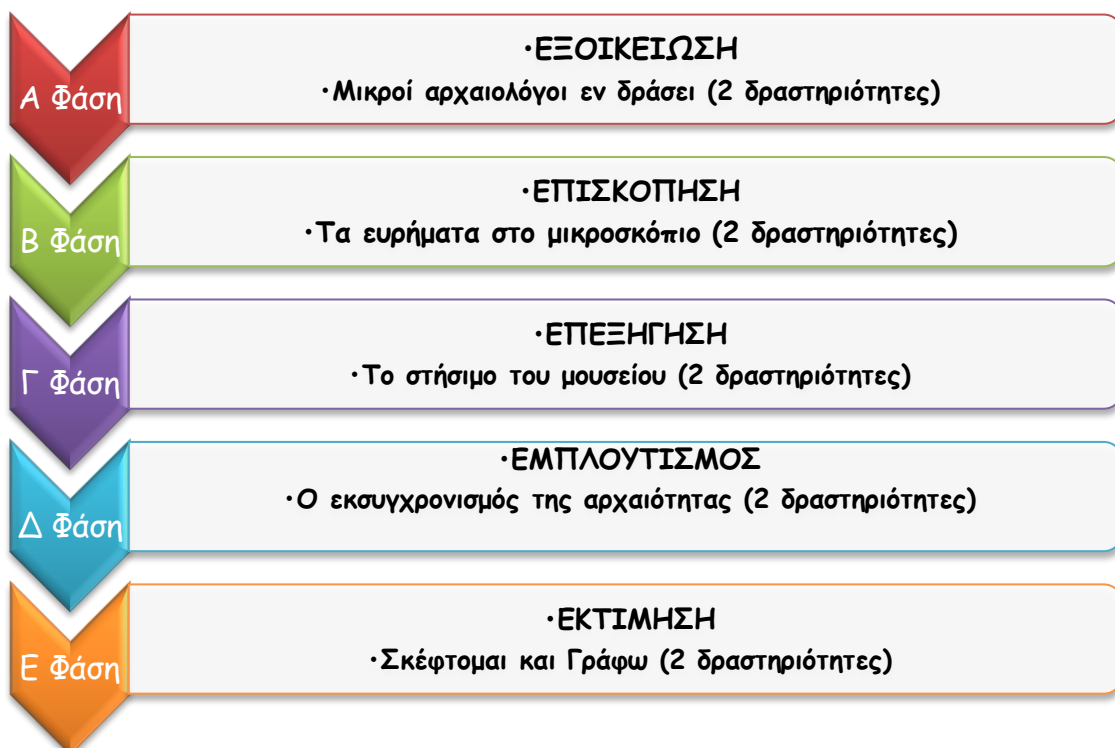 Α Φάση
·ΕΞΟΙΚΕΙΩΣΗ
·Μικροί αρχαιολόγοι εν δράσει (2 δραστηριότητες)
Β Φάση
·ΕΠΙΣΚΟΠΗΣΗ
·Τα ευρήματα στο μικροσκόπιο (2 δραστηριότητες)
Γ Φάση
·ΕΠΕΞΗΓΗΣΗ
·Το στήσιμο του μουσείου (2 δραστηριότητες)
Δ Φάση
·ΕΜΠΛΟΥΤΙΣΜΟΣ
·Ο εκσυγχρονισμός της αρχαιότητας (2 δραστηριότητες)
Ε Φάση
·ΕΚΤΙΜΗΣΗ
·Σκέφτομαι και Γράφω (2 δραστηριότητες)